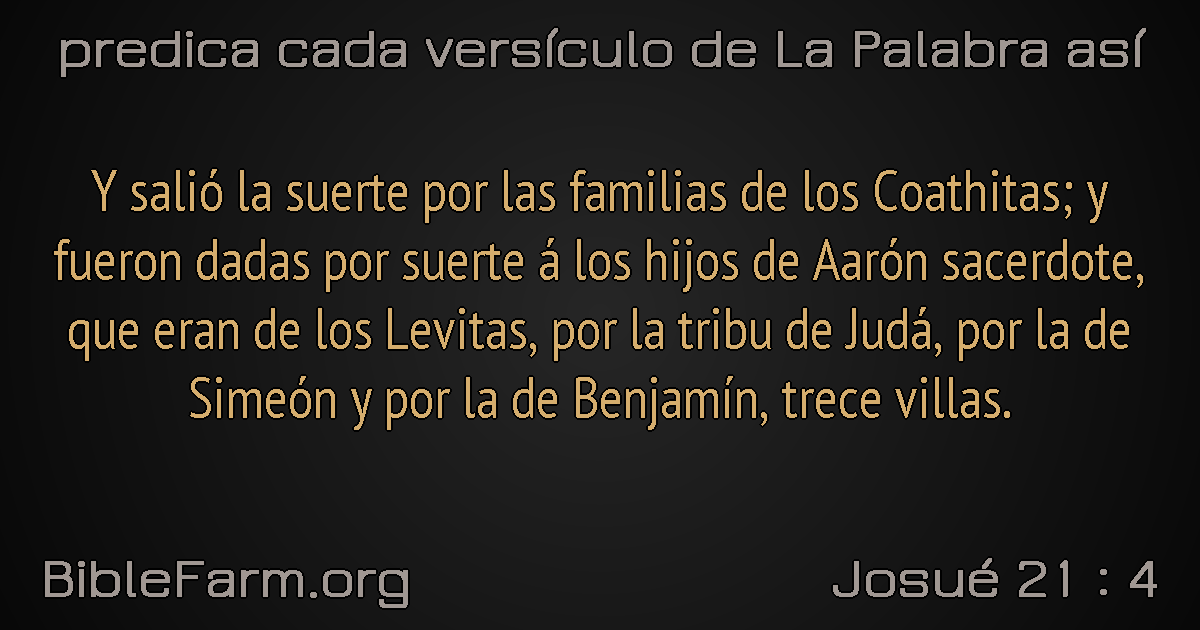 predica cada versículo de La Palabra así
Y salió la suerte por las familias de los Coathitas; y
fueron dadas por suerte á los hijos de Aarón sacerdote,
que eran de los Levitas, por la tribu de Judá, por la de
Simeón y por la de Benjamín, trece villas.
BibleFarm.org
Josué 21 : 4